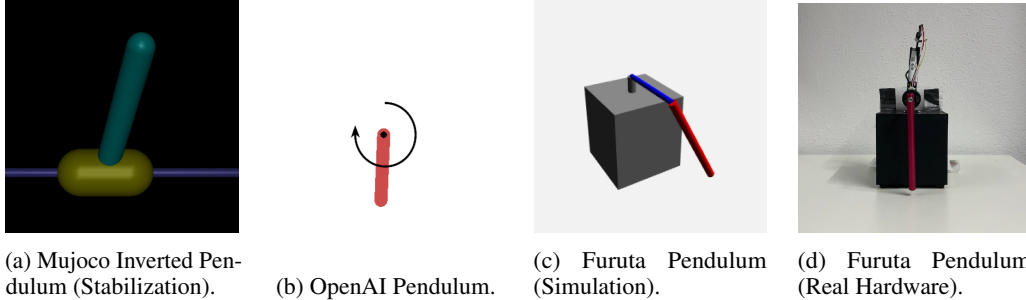 (a) Mujoco Inverted Pen-
dulum (Stabilization).
(b) OpenAI Pendulum.
(c) Furuta Pendulum
(Simulation).
(d) Furuta Pendulum
(Real Hardware).